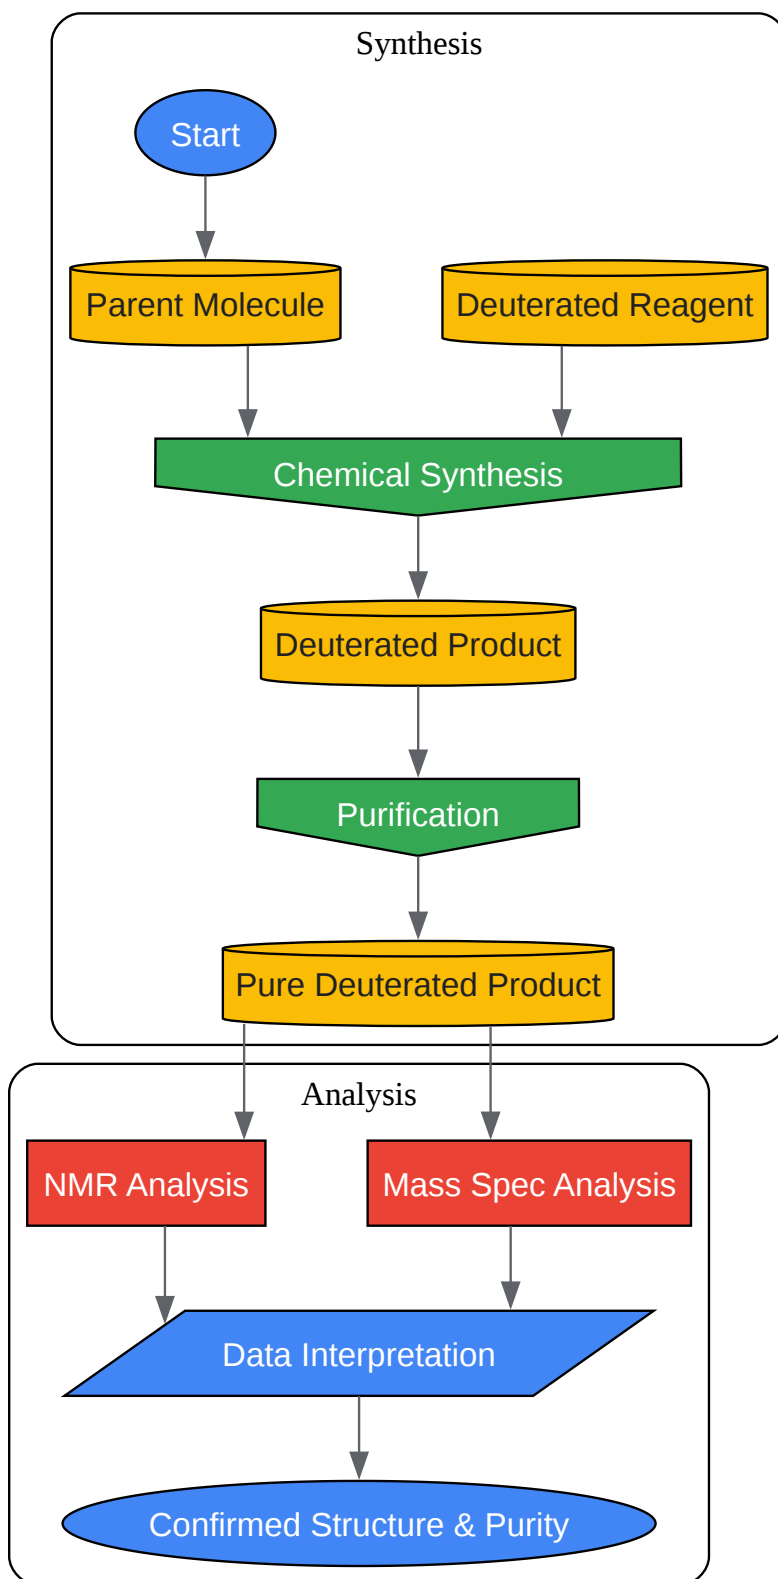 Synthesis
Start
Parent Molecule
Deuterated Reagent
Chemical Synthesis
Deuterated Product
Purification
Pure Deuterated Product
Analysis
NMR Analysis
Mass Spec Analysis
Data Interpretation
Confirmed Structure & Purity